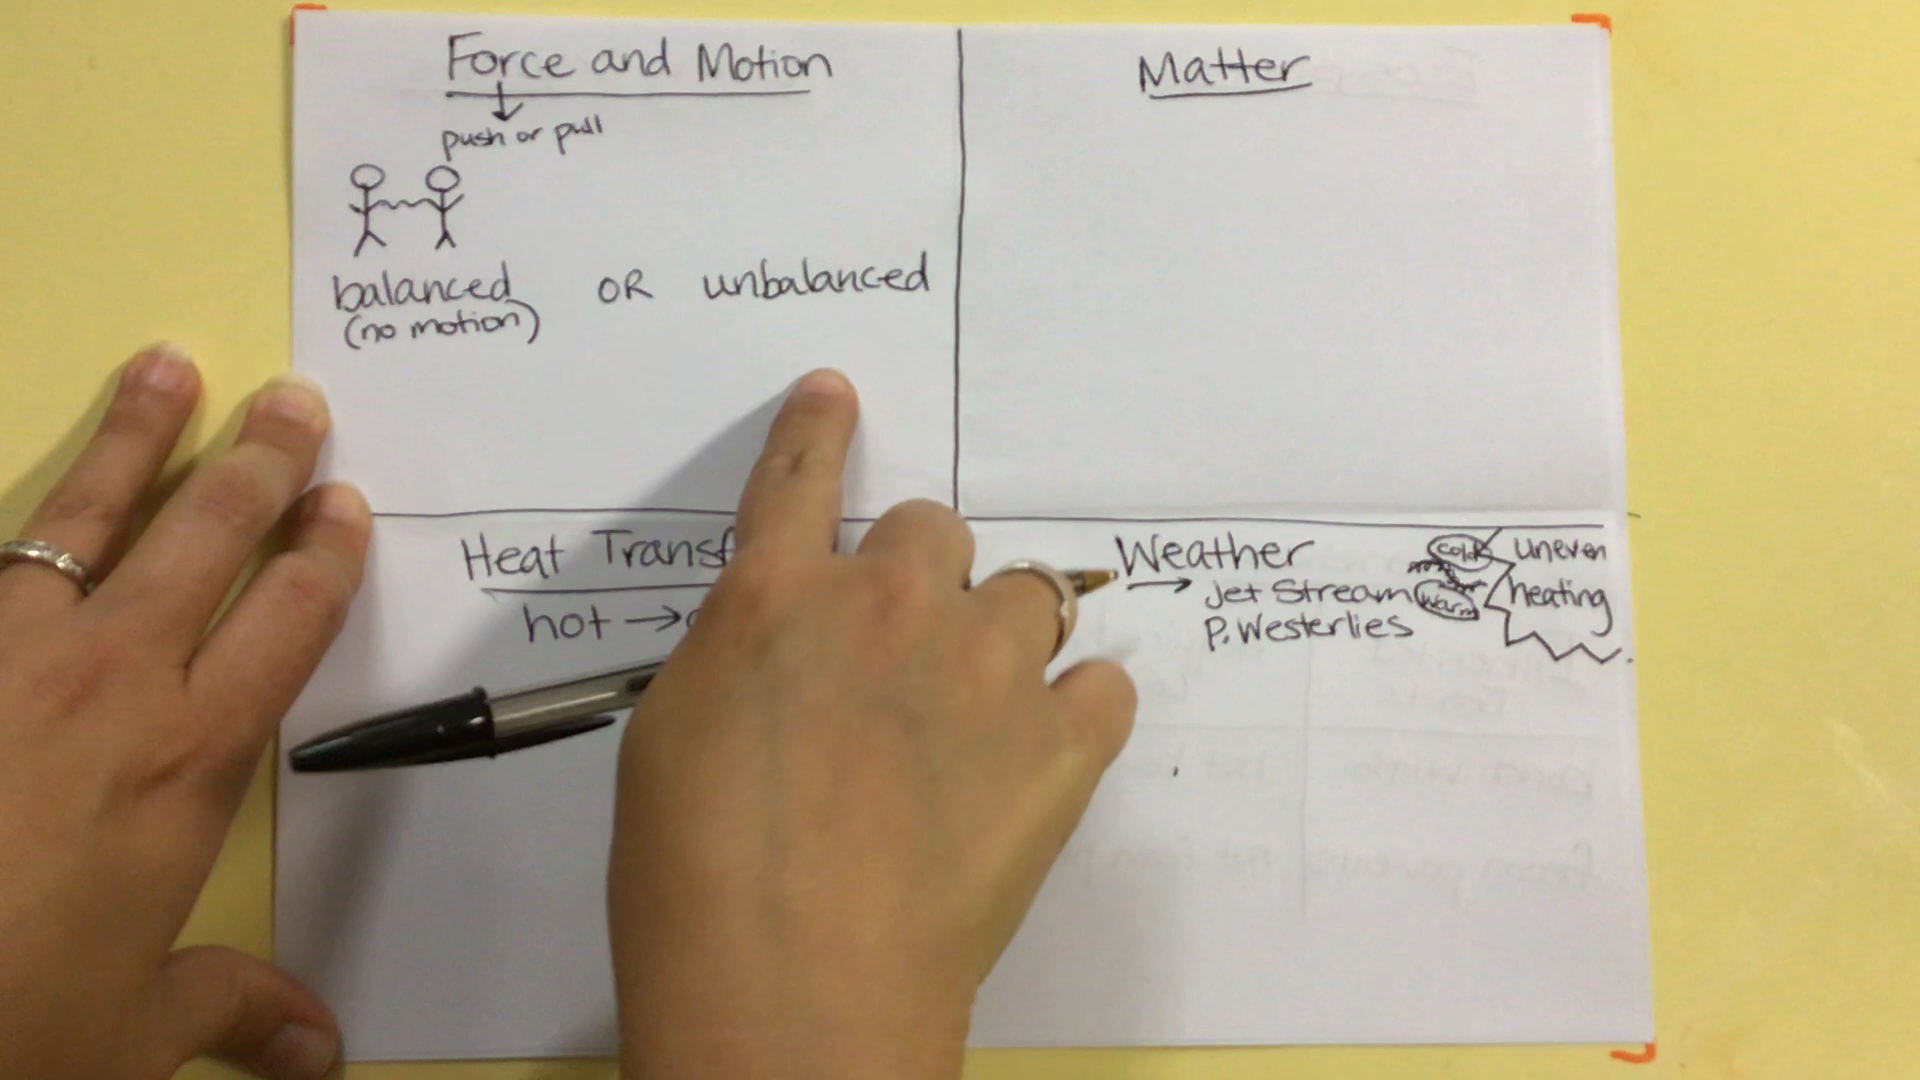 Force and Motion
push or pull
balanced OR unbalanced
(no motion)
Matter
Heat
hot →
Weather
Jet Stream
P. Westerlies
cold
warm
uneven
heating